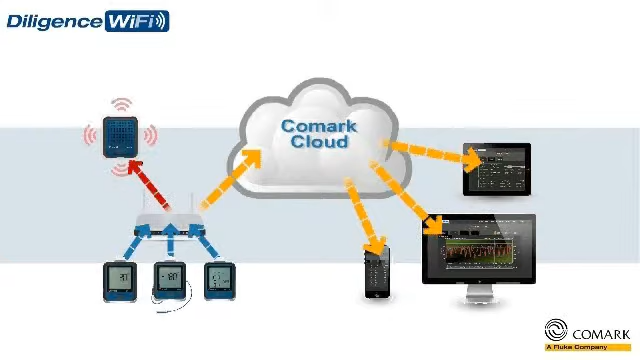 Diligence WiFi
Comark
Cloud
COMARK
A Fluke Company